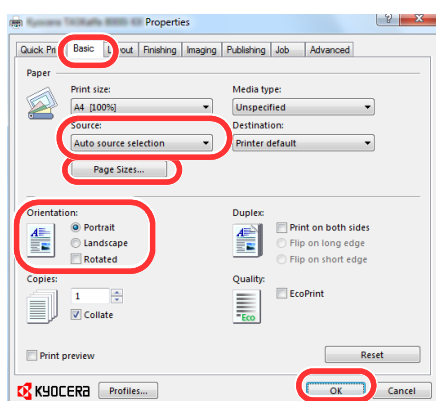 Properties
Quick Pri Basic Layout Finishing Imaging Publishing Job Advanced
Paper
Print size: Media type:
A4 [100%] Unspecified
Source: Destination:
Auto source selection Printer default
Page Sizes...
Orientation: Duplex:
Portrait Print on both sides
Landscape Flip on long edge
Rotated Flip on short edge
Copies: Quality:
1 EcoPrint
Collate
Eco
Print preview Reset
KYOCERA Profiles... OK Cancel